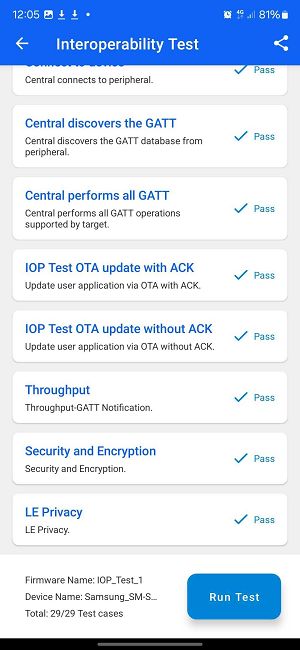 12:05 81%
Interoperability Test
Connect to device
Central connects to peripheral.
Pass
Central discovers the GATT
Central discovers the GATT database from
peripheral.
Pass
Central performs all GATT
Central performs all GATT operations
supported by target.
Pass
IOP Test OTA update with ACK
Update user application via OTA with ACK.
Pass
IOP Test OTA update without ACK
Update user application via OTA without ACK.
Pass
Throughput
Throughput-GATT Notification.
Pass
Security and Encryption
Security and Encryption.
Pass
LE Privacy
LE Privacy.
Pass
Firmware Name: IOP_Test_1
Device Name: Samsung_SM-S...
Total: 29/29 Test cases
Run Test